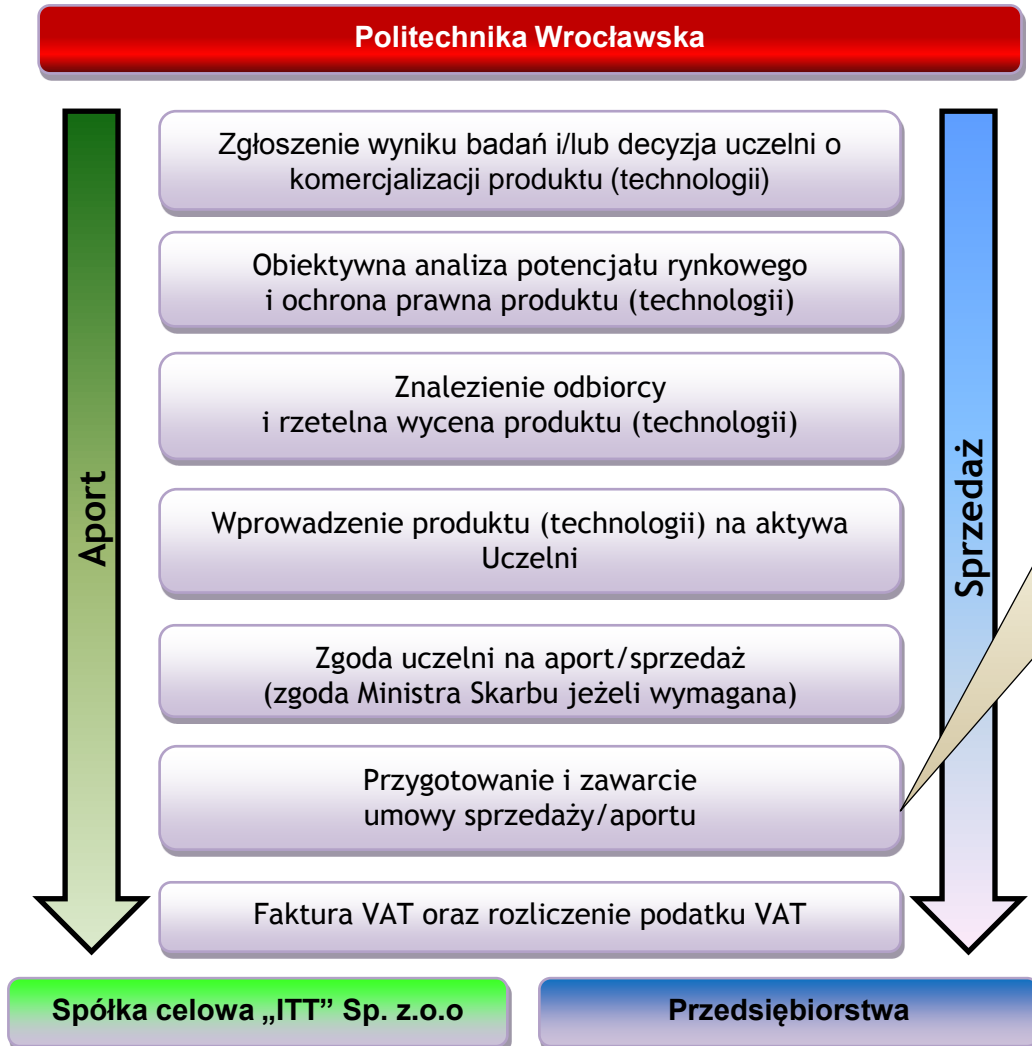 Politechnika Wrocławska
Zgłoszenie wyniku badań i/lub decyzja uczelni o
komercjalizacji produktu (technologii)
Obiektywna analiza potencjału rynkowego
i ochrona prawna produktu (technologii)
Znalezienie odbiorcy
i rzetelna wycena produktu (technologii)
Aport
Sprzedaż
Wprowadzenie produktu (technologii) na aktywa
Uczelni
Zgoda uczelni na aport/sprzedaż
(zgoda Ministra Skarbu jeżeli wymagana)
Przygotowanie i zawarcie
umowy sprzedaży/aportu
Faktura VAT oraz rozliczenie podatku VAT
Spółka celowa „ITT” Sp. z.o.o
Przedsiębiorstwa